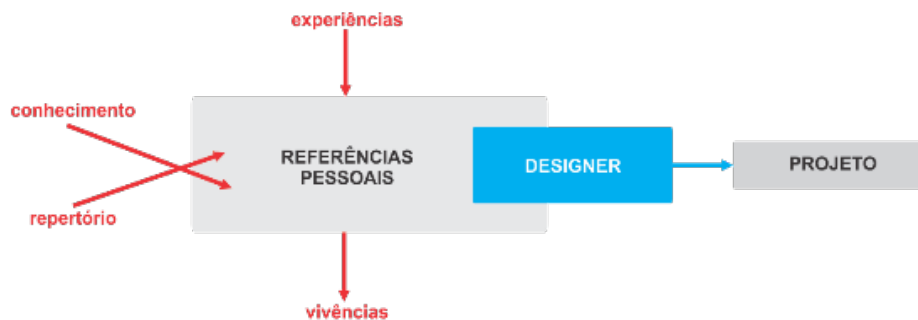 experiências
conhecimento
REFERÊNCIAS
PESSOAIS
DESIGNER
PROJETO
repertório
vivências